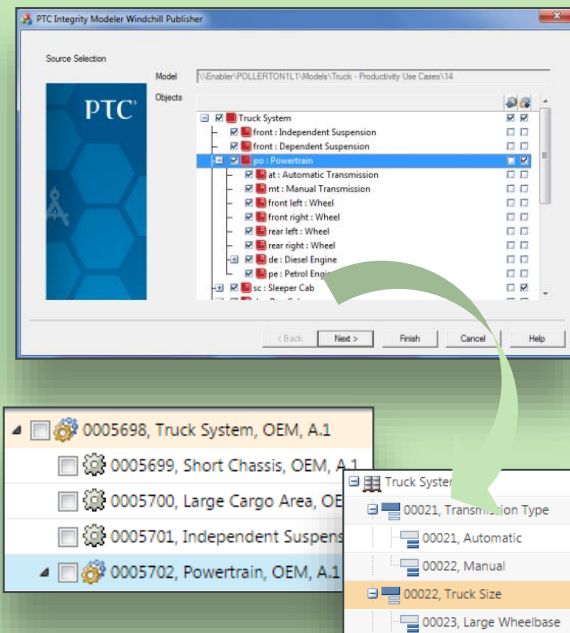 PTC Integrity Modeler Windchill Publisher
Source Selection
Model \\Enabler\POLLERTON1L1\Models\Truck - Productivity Use Cases\14
Objects
PTC
Truck System
front : Independent Suspension
front : Dependent Suspension
po : Powertrain
at : Automatic Transmission
mt : Manual Transmission
front left : Wheel
front right : Wheel
rear left : Wheel
rear right : Wheel
de : Diesel Engine
pe : Petrol Engine
sc : Sleeper Cab
< Back Next > Finish Cancel Help
0005698, Truck System, OEM, A.1
0005699, Short Chassis, OEM, A.1
0005700, Large Cargo Area, OE
0005701, Independent Suspens
0005702, Powertrain, OEM, A.1
Truck Syste
00021, Transmission Type
00021, Automatic
00022, Manual
00022, Truck Size
00023, Large Wheelbase